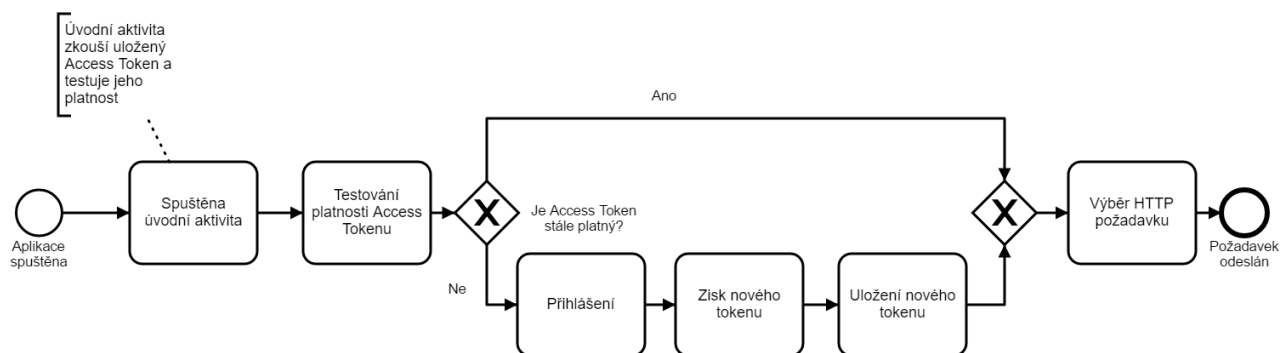 Úvodní aktivita
zkouší uložený
Access Token a
testuje jeho
platnost
Ano
Aplikace
spuštěna
Spuštěna
úvodní aktivita
Testování
platnosti Access
Tokenu
X
Je Access Token
stále platný?
Ne
Přihlášení
Zisk nového
tokenu
Uložení nového
tokenu
X
Výběr HTTP
požadavku
Požadavek
odeslán